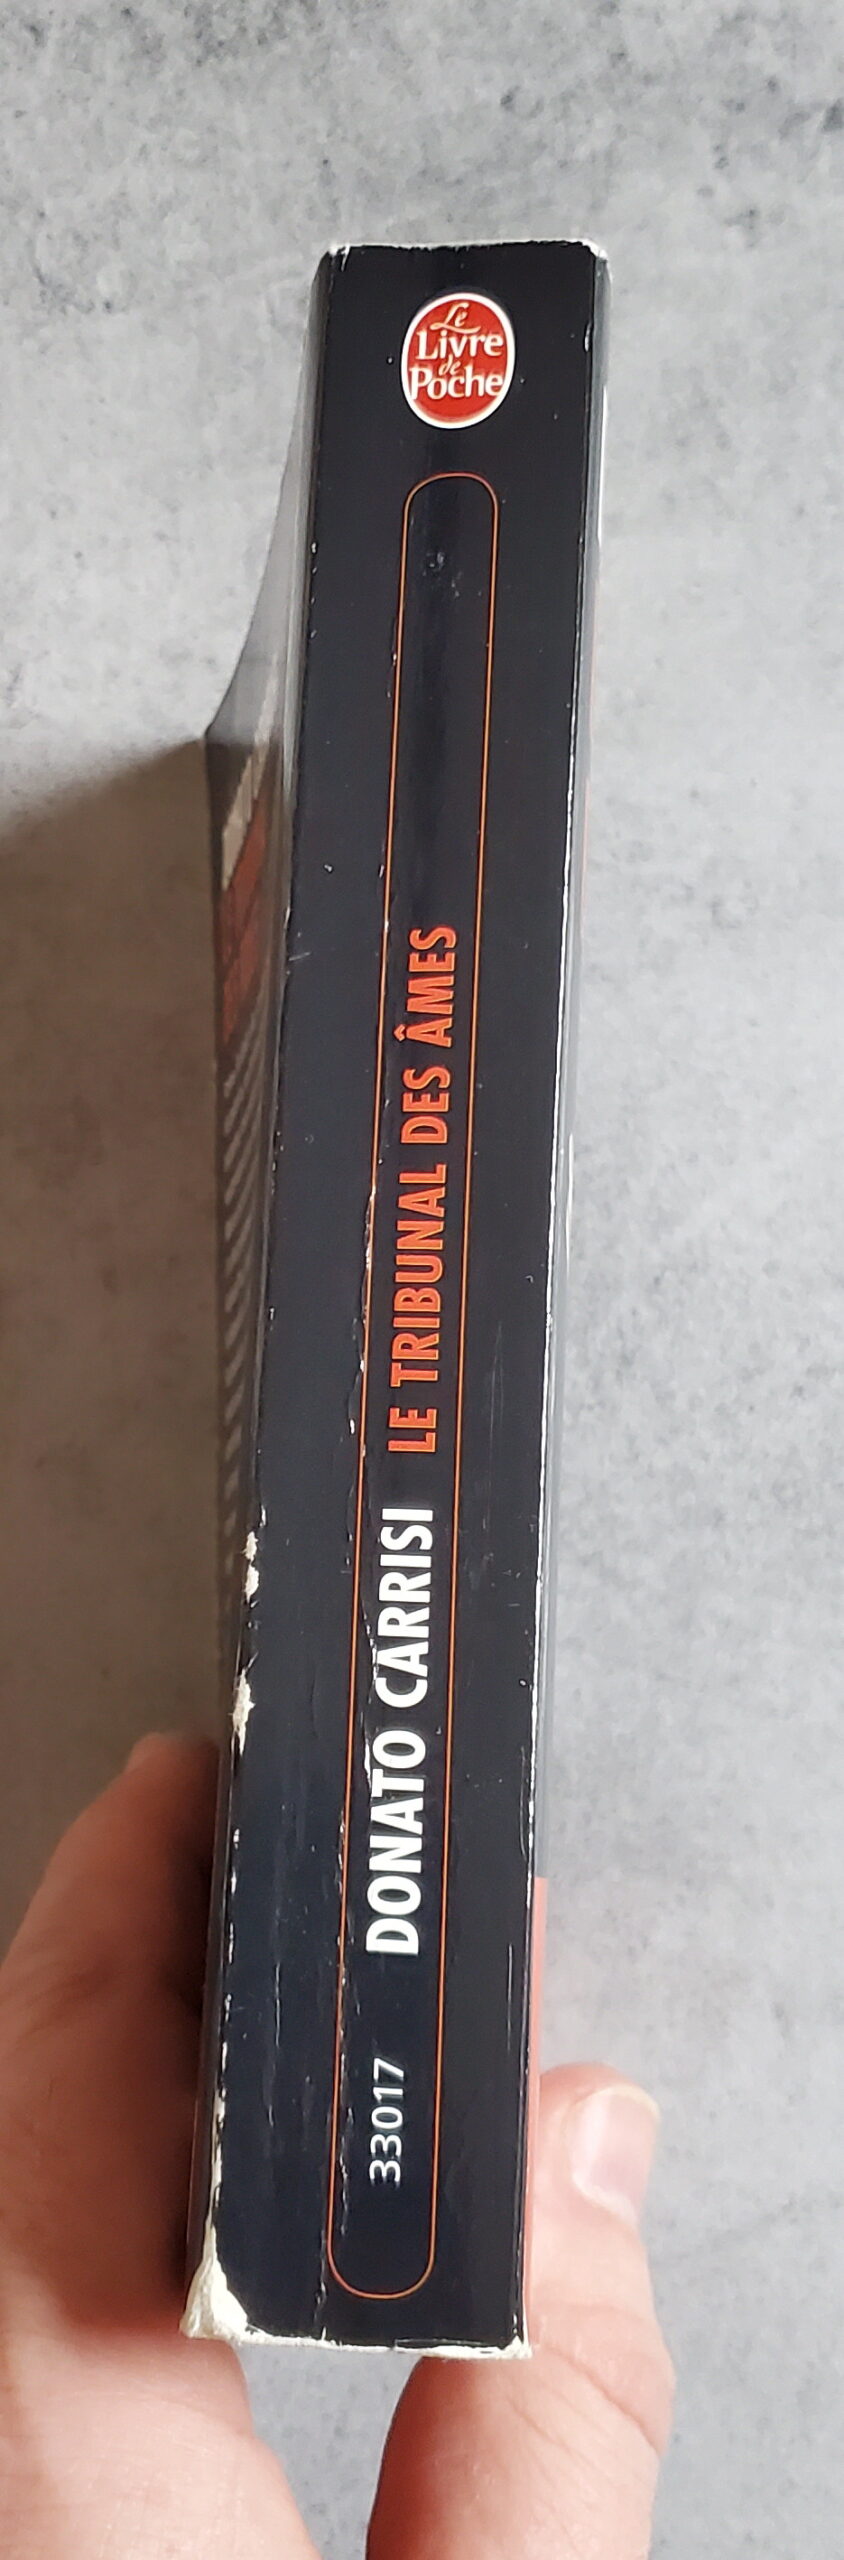 Le
Livre
de
Poche
33017 DONATO CARRISI LE TRIBUNAL DES ÂMES